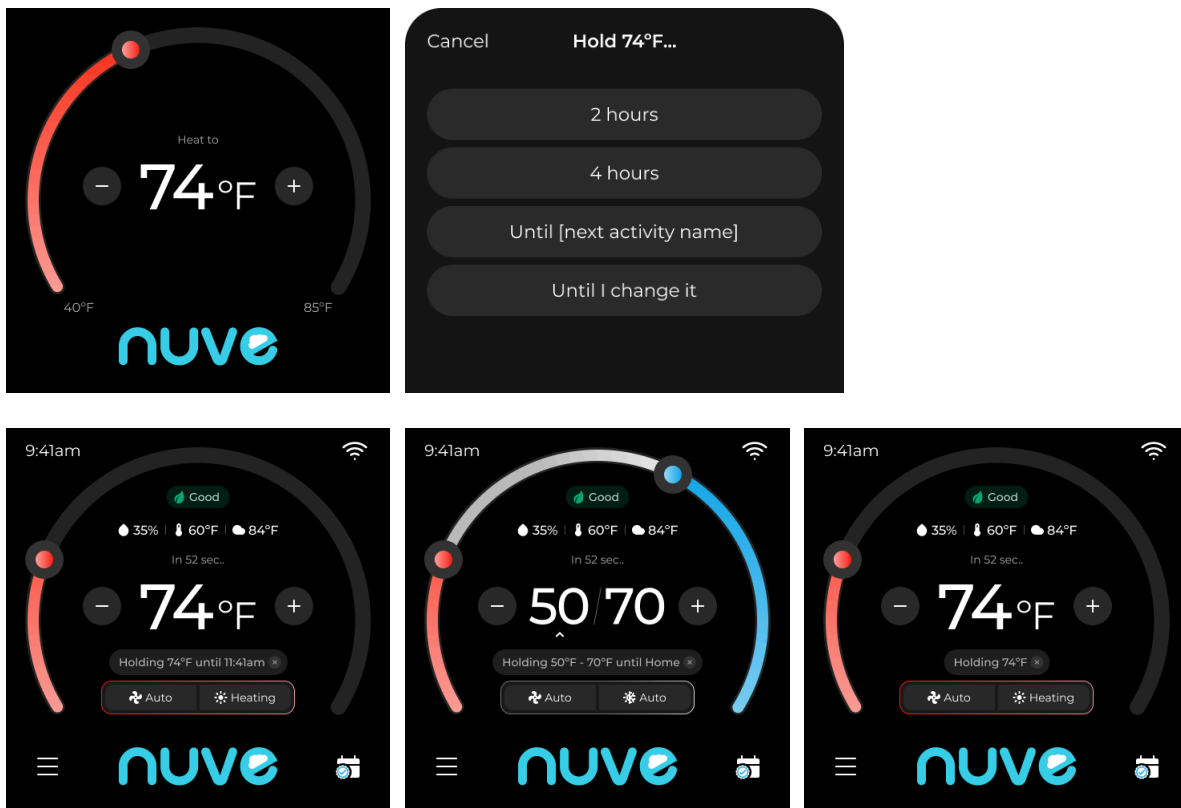 Heat to
− 74°F +
40°F 85°F
nuve
Cancel Hold 74°F...
2 hours
4 hours
Until [next activity name]
Until I change it
9:41am
Good
35% | 60°F | 84°F
In 52 sec..
− 74°F +
Holding 74°F until 11:41am ×
Auto Heating
nuve
9:41am
Good
35% | 60°F | 84°F
In 52 sec..
− 50/70 +
Holding 50°F - 70°F until Home ×
Auto Auto
nuve
9:41am
Good
35% | 60°F | 84°F
In 52 sec..
− 74°F +
Holding 74°F ×
Auto Heating
nuve